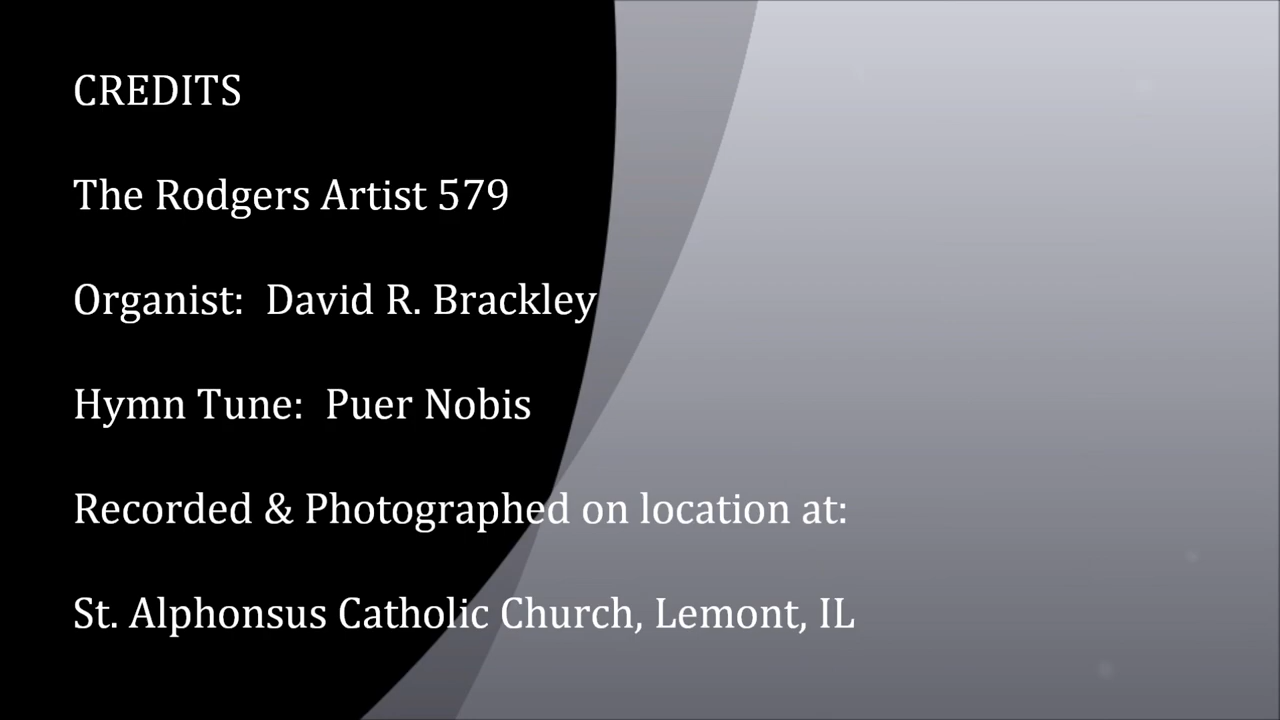 CREDITS
The Rodgers Artist 579
Organist:  David R. Brackley
Hymn Tune:  Puer Nobis
Recorded & Photographed on location at:
St. Alphonsus Catholic Church, Lemont, IL